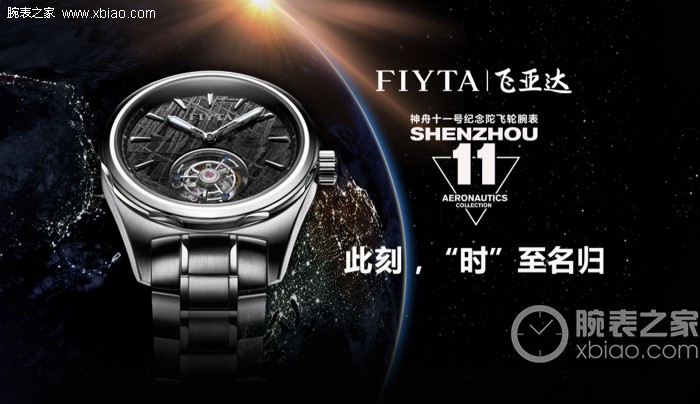 腕表之家 www.xbiao.com
FIYTA | 飞亚达
神舟十一号纪念陀飞轮腕表
SHENZHOU
11
AERONAUTICS
COLLECTION
FIYTA
此刻，“时”至名归
腕表之家
xbiao.com